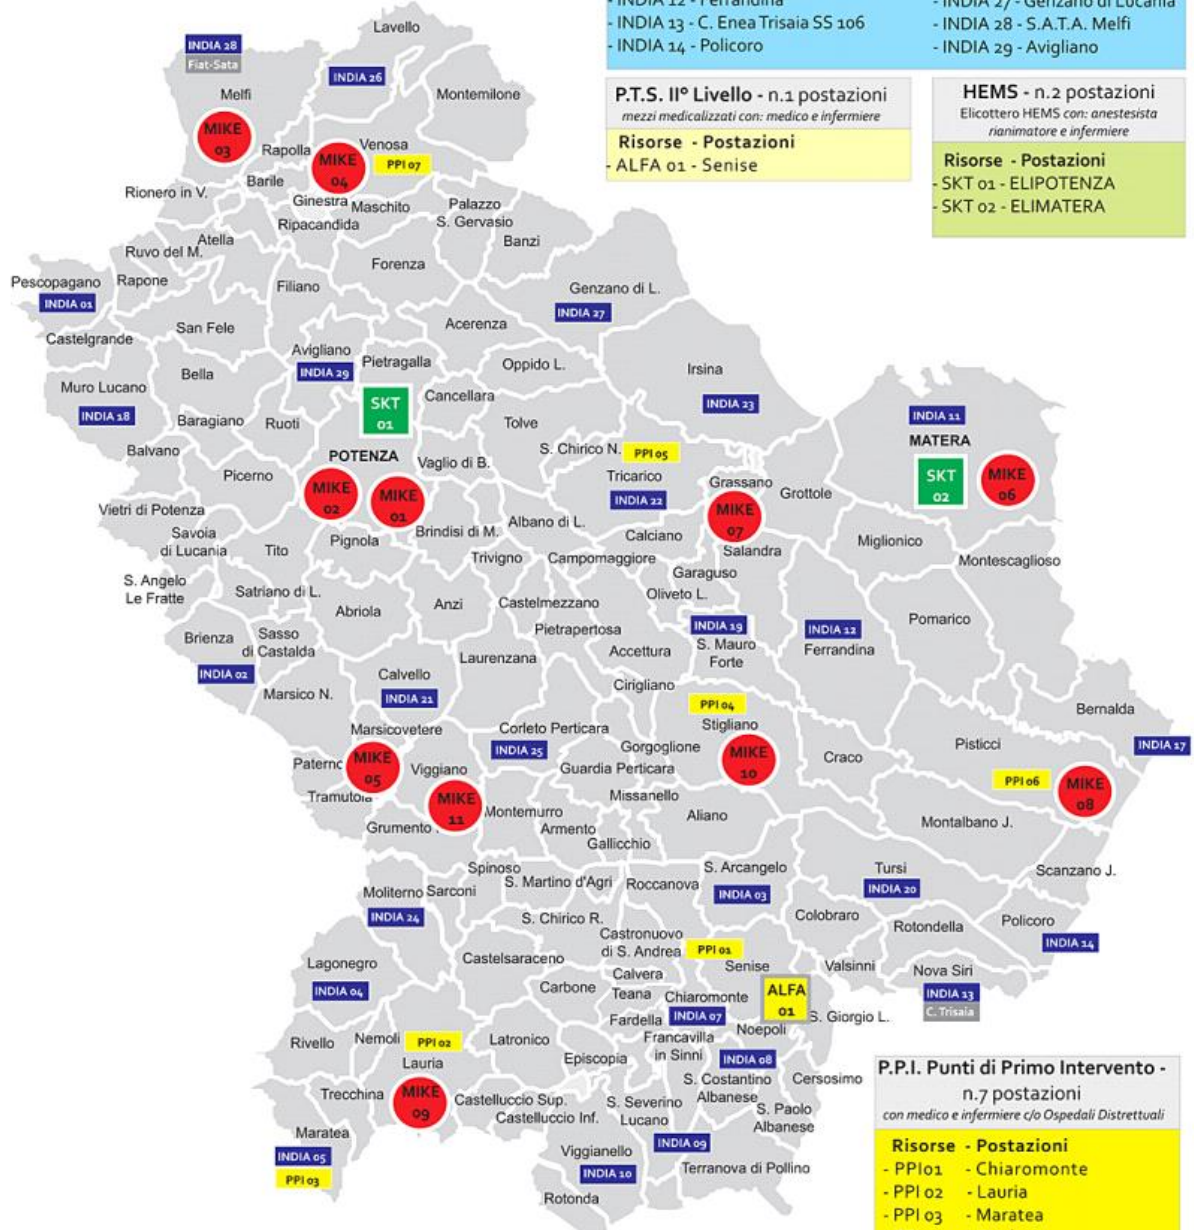 - INDIA 12 - Ferrandina
- INDIA 13 - C. Enea Trisaia SS 106
- INDIA 14 - Policoro
- INDIA 27 - Genzano di Lucania
- INDIA 28 - S.A.T.A. Melfi
- INDIA 29 - Avigliano
P.T.S. II° Livello - n.1 postazioni
mezzi medicalizzati con: medico e infermiere
Risorse - Postazioni
- ALFA 01 - Senise
HEMS - n.2 postazioni
Elicottero HEMS con: anestesista
rianimatore e infermiere
Risorse - Postazioni
- SKT 01 - ELIPOTENZA
- SKT 02 - ELIMATERA
Lavello
INDIA 28
Fiat-Sata
INDIA 26
Melfi
Montemilone
MIKE
03
Rapolla
Venosa
MIKE
04
PPI 07
Barile
Rionero in V.
Ginestra
Maschito
Palazzo
S. Gervasio
Ripacandida
Banzi
Atella
Ruvo del M.
Forenza
Pescopagano
Rapone
Filiano
Genzano di L.
INDIA 01
INDIA 27
San Fele
Acerenza
Castelgrande
Avigliano
Pietragalla
Oppido L.
Irsina
INDIA 29
Bella
Muro Lucano
Cancellara
SKT
01
INDIA 23
INDIA 18
INDIA 11
Baragiano
Ruoti
Tolve
MATERA
Balvano
POTENZA
S. Chirico N.
PPI 05
Vaglio di B.
Picerno
Tricarico
SKT
02
MIKE
06
Grassano
Grottole
MIKE
02
MIKE
01
INDIA 22
MIKE
07
Vietri di Potenza
Albano di L.
Savoia
di Lucania
Pignola
Brindisi di M.
Calciano
Miglionico
Tito
Trivigno
Campomaggiore
Salandra
Montescaglioso
S. Angelo
Le Fratte
Garaguso
Satriano di L.
Oliveto L.
Abriola
Anzi
Castelmezzano
Pomarico
Brienza
Sasso
di Castalda
Pietrapertosa
INDIA 19
INDIA 12
S. Mauro
Forte
Accettura
Ferrandina
Laurenzana
INDIA 02
Calvello
Cirigliano
Marsico N.
INDIA 21
PPI 04
Bernalda
Marsicovetere
Corleto Perticara
Stigliano
Pisticci
INDIA 17
INDIA 25
Gorgoglione
MIKE
10
Craco
Paterno
MIKE
05
Viggiano
Guardia Perticara
PPI 06
MIKE
08
Tramutola
MIKE
11
Missanello
Montemurro
Aliano
Montalbano J.
Grumento
Armento
Gallicchio
Spinoso
S. Arcangelo
Tursi
Scanzano J.
Moliterno
Sarconi
S. Martino d'Agri
Roccanova
INDIA 03
INDIA 20
INDIA 24
S. Chirico R.
Colobraro
Rotondella
Policoro
Castronuovo
di S. Andrea
PPI 01
INDIA 14
Lagonegro
Castelsaraceno
Senise
Valsinni
Nova Siri
Calvera
INDIA 04
Carbone
Teana
Chiaromonte
ALFA
01
INDIA 13
C. Trisaia
Fardella
INDIA 07
S. Giorgio L.
Noepoli
Rivello
Nemoli
PPI 02
Latronico
Francavilla
in Sinni
Episcopia
INDIA 08
Lauria
S. Costantino
Albanese
Cersosimo
Trecchina
MIKE
09
Castelluccio Sup.
Castelluccio Inf.
S. Severino
Lucano
S. Paolo
Albanese
Maratea
INDIA 05
INDIA 09
PPI 03
Viggianello
INDIA 10
Terranova di Pollino
Rotonda
P.P.I. Punti di Primo Intervento -
n.7 postazioni
con medico e infermiere c/o Ospedali Distrettuali
Risorse - Postazioni
- PPI01 - Chiaromonte
- PPI 02 - Lauria
- PPI 03 - Maratea